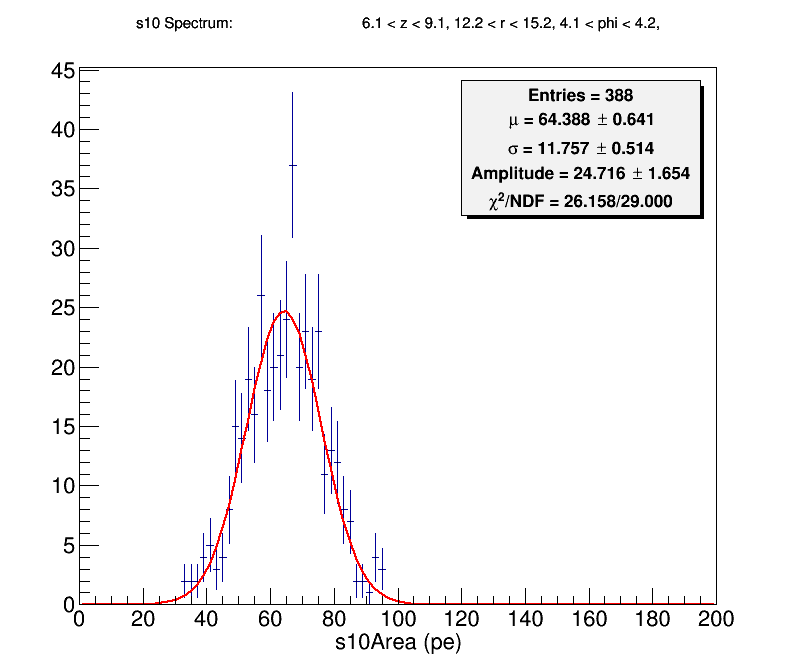 s10 Spectrum: 6.1 < z < 9.1, 12.2 < r < 15.2, 4.1 < phi < 4.2,
Entries = 388
μ = 64.388 ± 0.641
σ = 11.757 ± 0.514
Amplitude = 24.716 ± 1.654
χ²/NDF = 26.158/29.000
45
40
35
30
25
20
15
10
5
0
0 20 40 60 80 100 120 140 160 180 200
s10Area (pe)